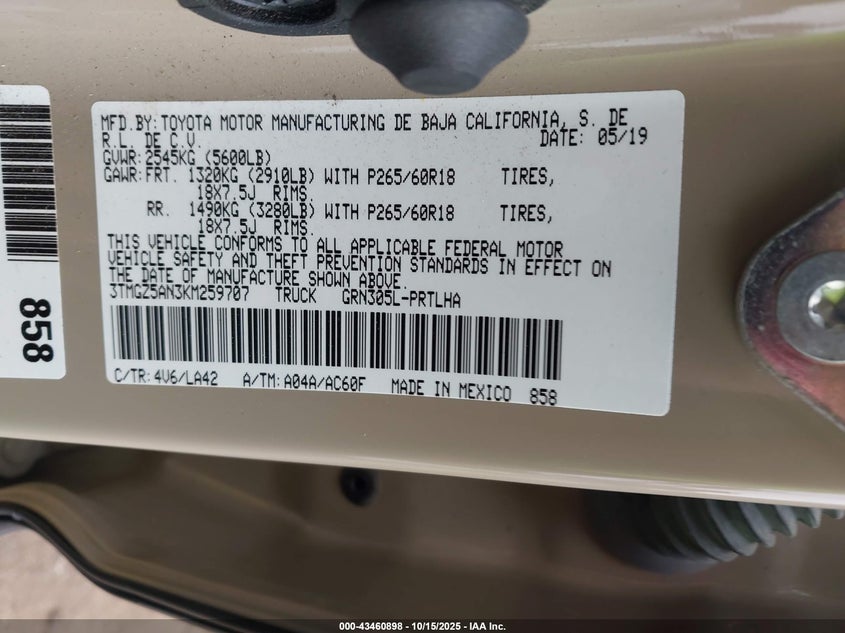 MFD.BY:TOYOTA MOTOR MANUFACTURING DE BAJA CALIFORNIA, S. DE
R.L. DE C.V. DATE: 05/19
GVWR:2545KG (5600LB)
GAWR:FRT. 1320KG (2910LB) WITH P265/60R18 TIRES,
18X7.5J RIMS.
RR. 1490KG (3280LB) WITH P265/60R18 TIRES,
18X7.5J RIMS.
THIS VEHICLE CONFORMS TO ALL APPLICABLE FEDERAL MOTOR
VEHICLE SAFETY AND THEFT PREVENTION STANDARDS IN EFFECT ON
THE DATE OF MANUFACTURE SHOWN ABOVE.
3TMGZ5AN3KM259707 TRUCK GRN305L-PRTLHA
C/TR:4V6/LA42 A/TM:A04A/AC60F MADE IN MEXICO 858
858
000-43460898 - 10/15/2025 - IAA Inc.